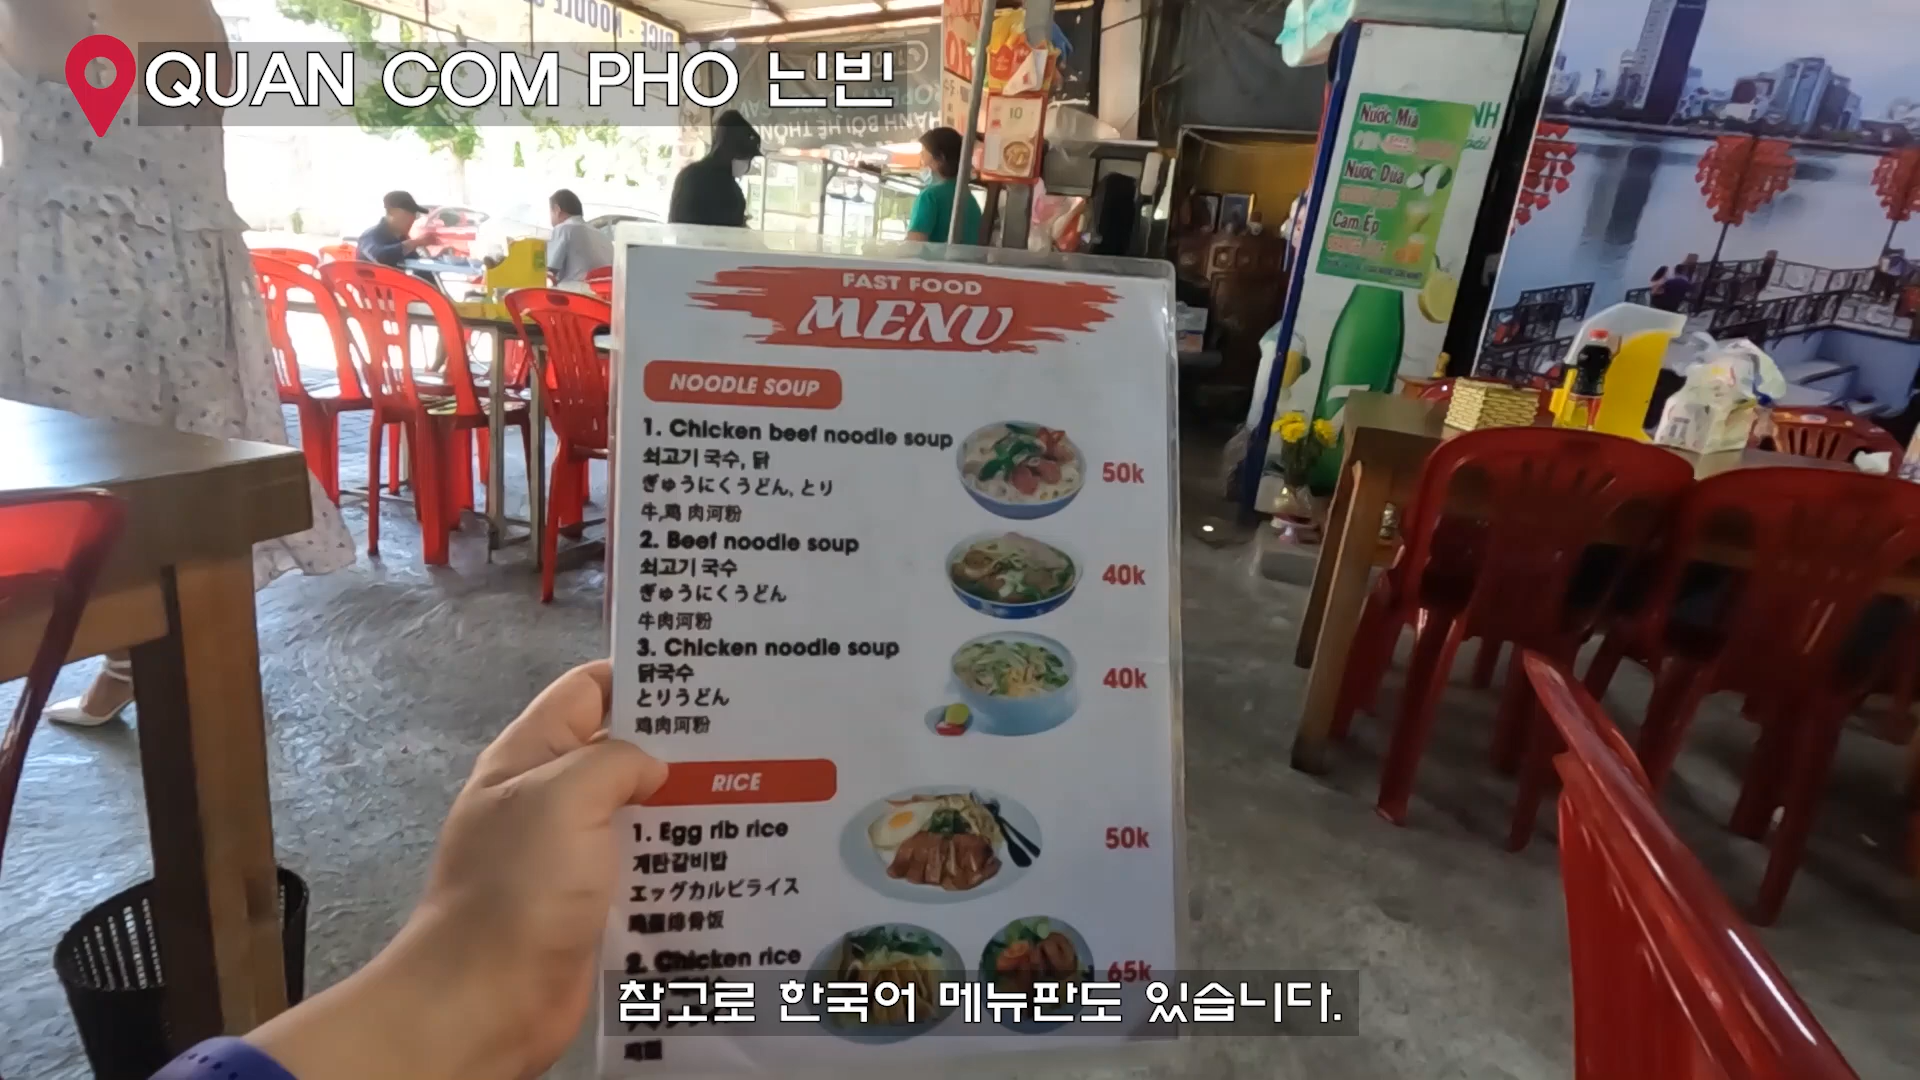 QUAN COM PHO 닌빈
Nước Mía
Nước Dừa
Cam Ép
10
FAST FOOD
MENU
NOODLE SOUP
1. Chicken beef noodle soup
쇠고기 국수, 닭
ぎゅうにくうどん, とり
牛,鸡 肉河粉
50k
2. Beef noodle soup
쇠고기 국수
ぎゅうにくうどん
牛肉河粉
40k
3. Chicken noodle soup
닭국수
とりうどん
鸡肉河粉
40k
RICE
1. Egg rib rice
계란갈비밥
エッグカルビライス
50k
2. Chicken rice
65k
참고로 한국어 메뉴판도 있습니다.